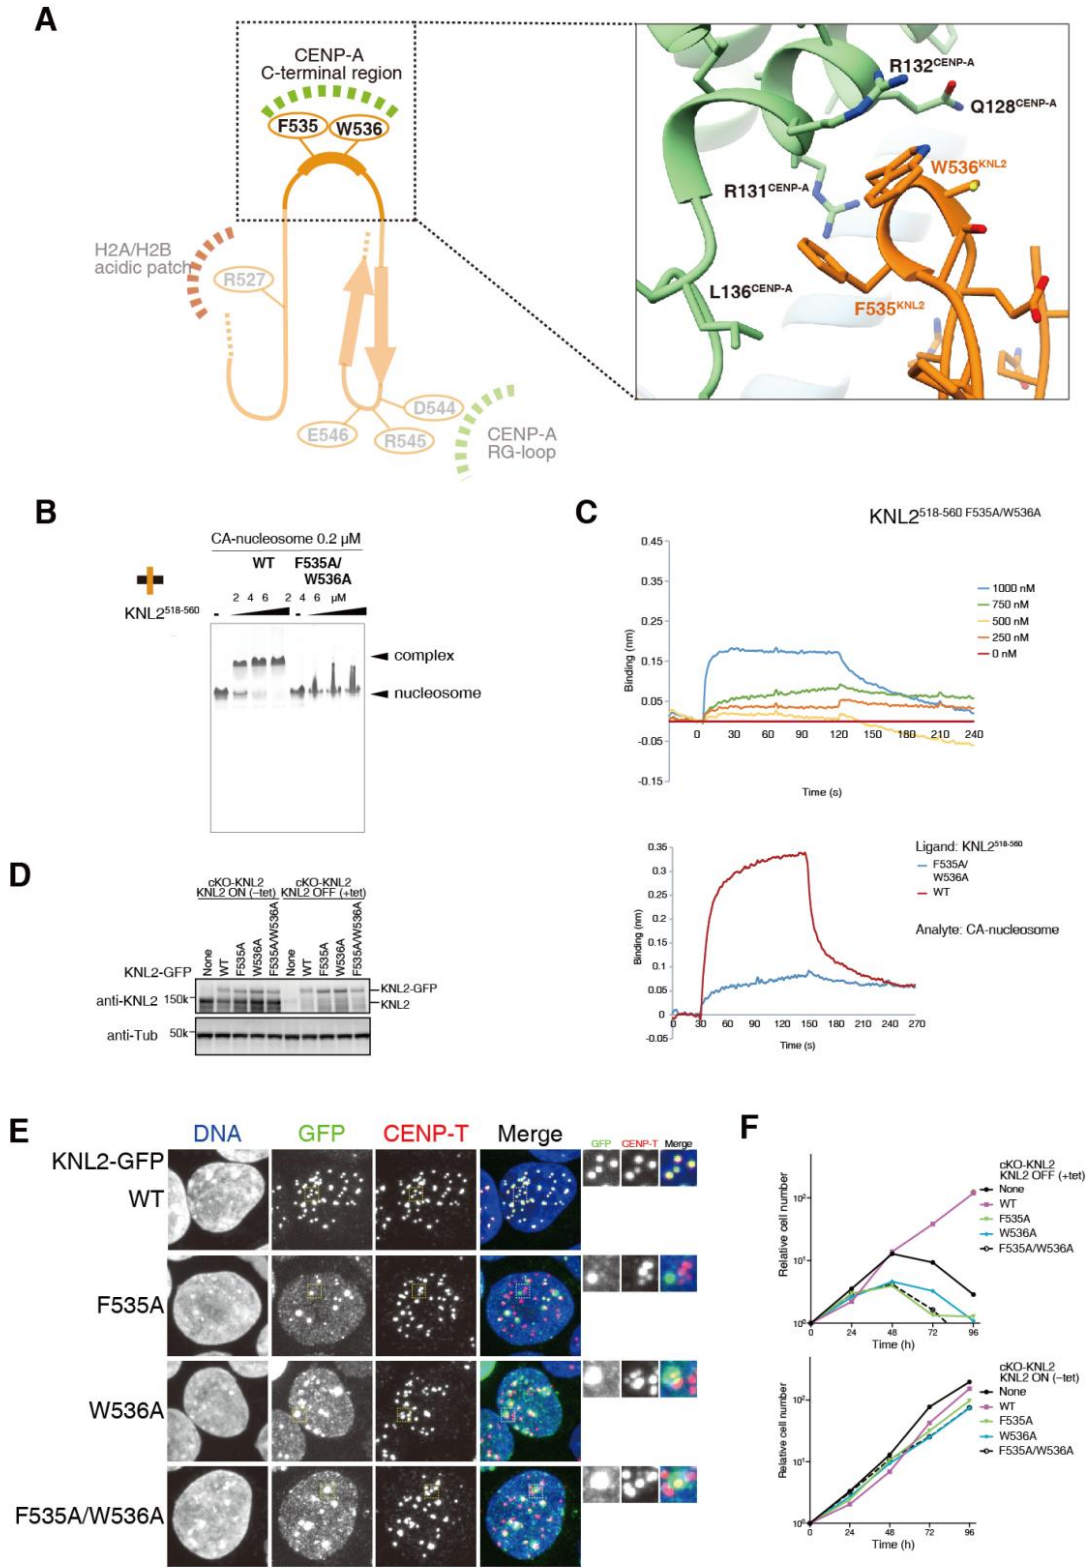 A
CENP-A
C-terminal region
F535 W536
H2A/H2B
acidic patch
R527
E546
R545
D544
CENP-A
RG-loop
R132CENP-A
Q128CENP-A
W536KNL2
R131CENP-A
L136CENP-A
F535KNL2
B
CA-nucleosome 0.2 μM
WT F535A/
W536A
2 4 6 2 4 6 μM
KNL2518-560 - -
complex
nucleosome
C
KNL2518-560 F535A/W536A
0.45
0.35
0.25
0.15
0.05
-0.05
-0.15
Binding (nm)
0 30 60 90 120 150 180 210 240
Time (s)
1000 nM
750 nM
500 nM
250 nM
0 nM
0.35
0.3
0.25
0.2
0.15
0.1
0.05
0
-0.05
Binding (nm)
0 30 60 90 120 150 180 210 240 270
Time (s)
Ligand: KNL2518-560
F535A/
W536A
WT
Analyte: CA-nucleosome
D
cKO-KNL2 cKO-KNL2
KNL2 ON (–tet) KNL2 OFF (+tet)
KNL2-GFP None WT F535A W536A F535A/W536A None WT F535A W536A F535A/W536A
anti-KNL2 150k KNL2-GFP
KNL2
anti-Tub 50k
E
DNA GFP CENP-T Merge GFP CENP-T Merge
KNL2-GFP
WT
F535A
W536A
F535A/W536A
F
cKO-KNL2
KNL2 OFF (+tet)
None
WT
F535A
W536A
F535A/W536A
Relative cell number
10²
10¹
10⁰
0 24 48 72 96
Time (h)
cKO-KNL2
KNL2 ON (–tet)
None
WT
F535A
W536A
F535A/W536A
Relative cell number
10²
10¹
10⁰
0 24 48 72 96
Time (h)